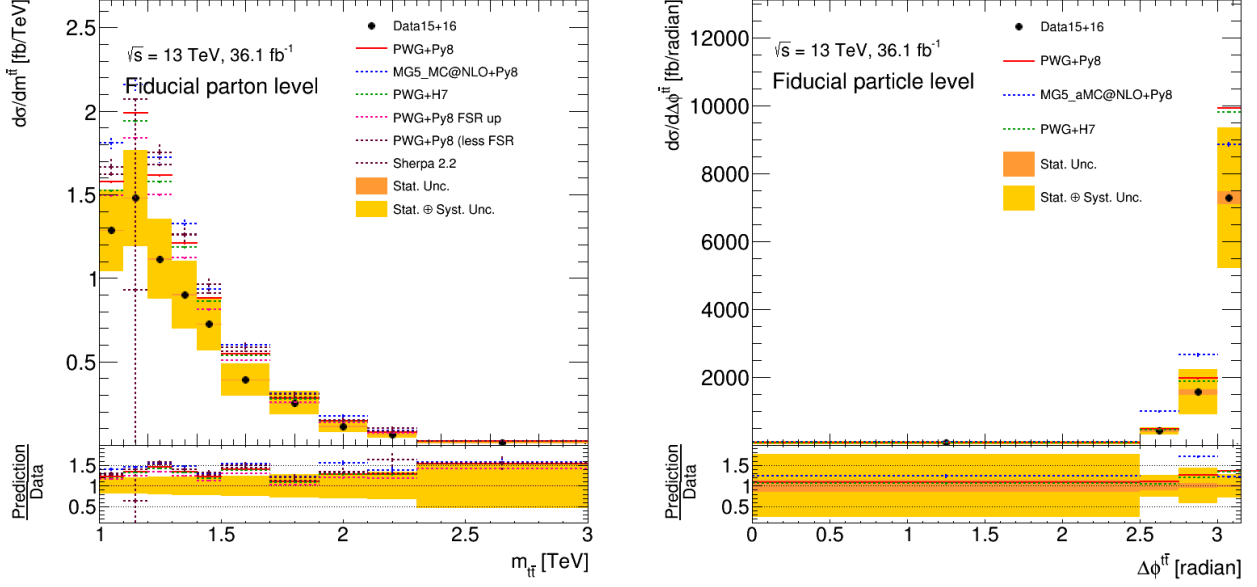 dσ/dm^{tt̄} [fb/TeV]
2.5
2
1.5
1
0.5
√s = 13 TeV, 36.1 fb⁻¹
Fiducial parton level
Data15+16
PWG+Py8
MG5_MC@NLO+Py8
PWG+H7
PWG+Py8 FSR up
PWG+Py8 (less FSR
Sherpa 2.2
Stat. Unc.
Stat. ⊕ Syst. Unc.
Prediction
Data
1.5
1
0.5
1 1.5 2 2.5 3
m_{tt̄} [TeV]
dσ/dΔϕ^{tt̄} [fb/radian]
12000
10000
8000
6000
4000
2000
√s = 13 TeV, 36.1 fb⁻¹
Fiducial particle level
Data15+16
PWG+Py8
MG5_aMC@NLO+Py8
PWG+H7
Stat. Unc.
Stat. ⊕ Syst. Unc.
Prediction
Data
1.5
1
0.5
0 0.5 1 1.5 2 2.5 3
Δϕ^{tt̄} [radian]